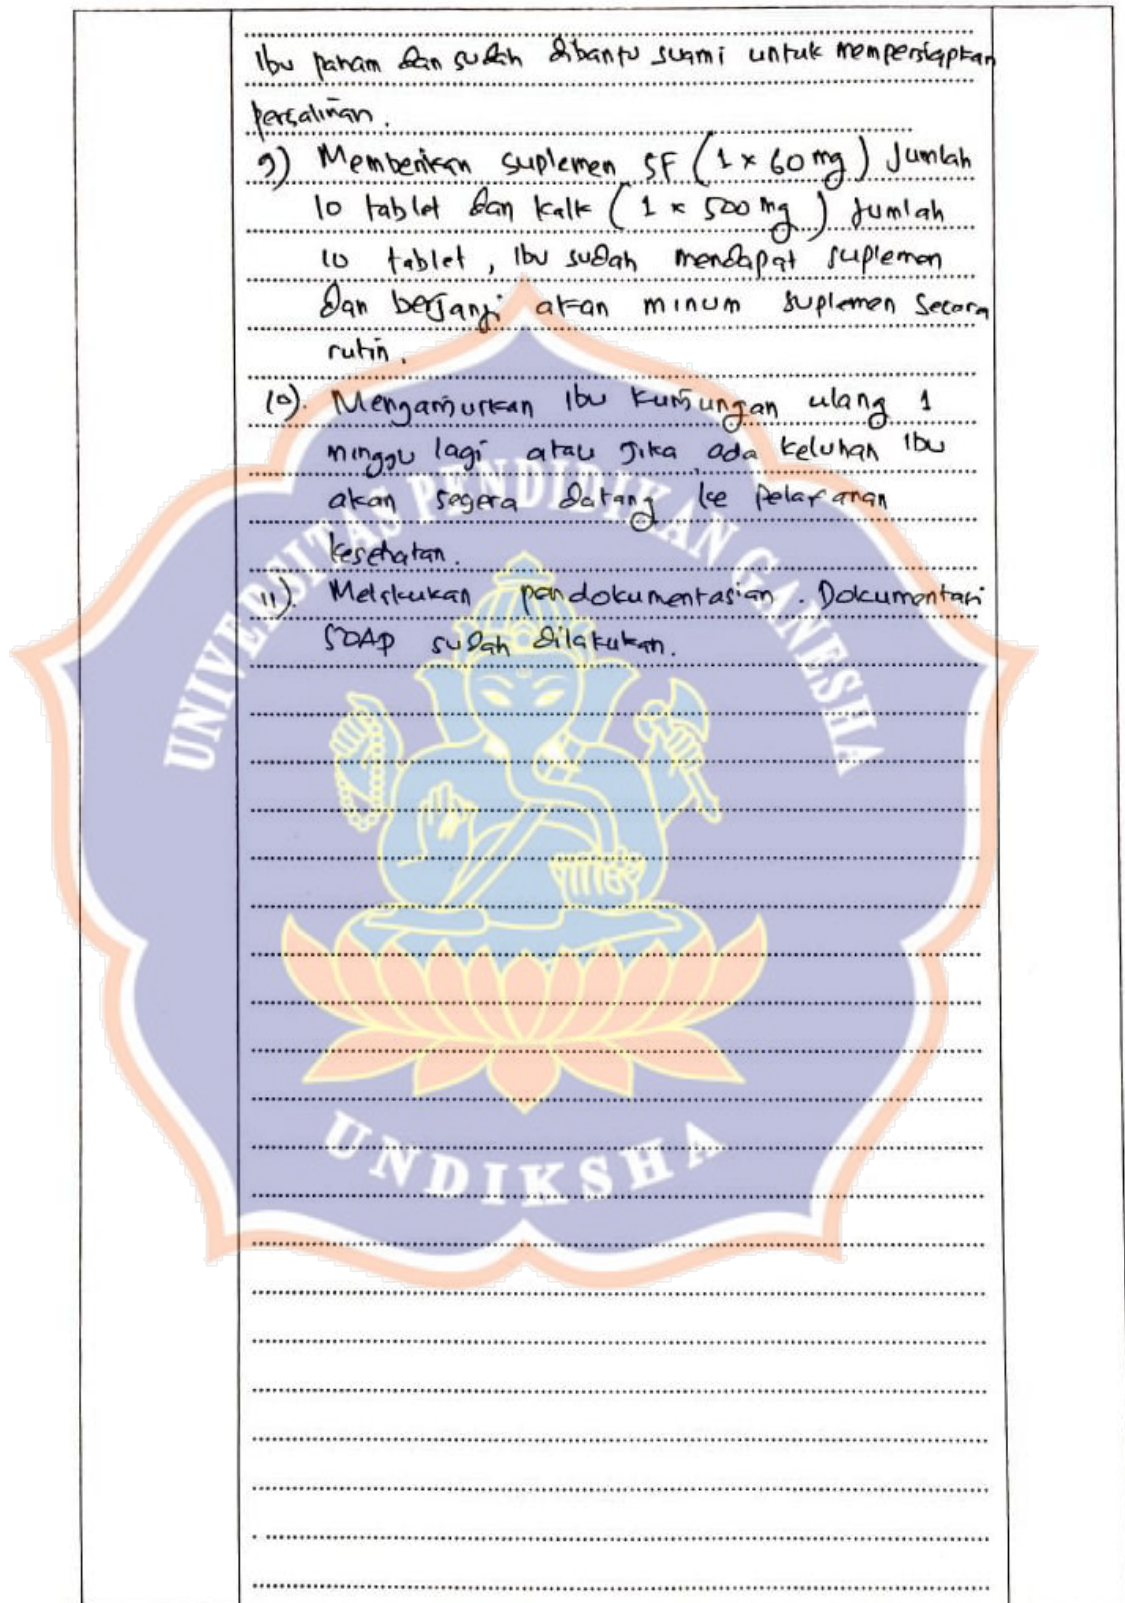 Ibu paham dan sudah dibantu suami untuk mempersiapkan
persalinan.
9) Memberikan suplemen SF (1 x 60 mg) Jumlah
10 tablet dan kalk (1 x 500 mg) Jumlah
10 tablet, Ibu sudah mendapat suplemen
dan berjanji akan minum suplemen secara
rutin.
10). Menganjurkan Ibu kunjungan ulang 1
minggu lagi atau Jika ada keluhan Ibu
akan segera datang ke Pelayanan
kesehatan.
11). Melakukan pendokumentasian. Dokumentasi
SOAP sudah dilakukan.
UNIVERSITAS PENDIDIKAN GANESHA
UNDIKSHA